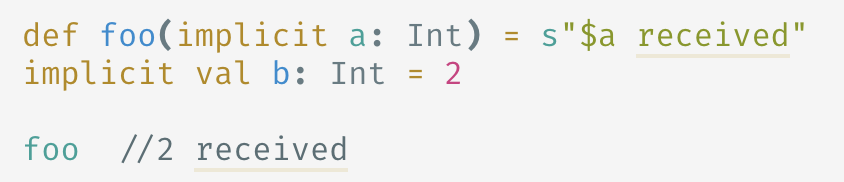 def foo(implicit a: Int) = s"$a received"
implicit val b: Int = 2
foo  //2 received